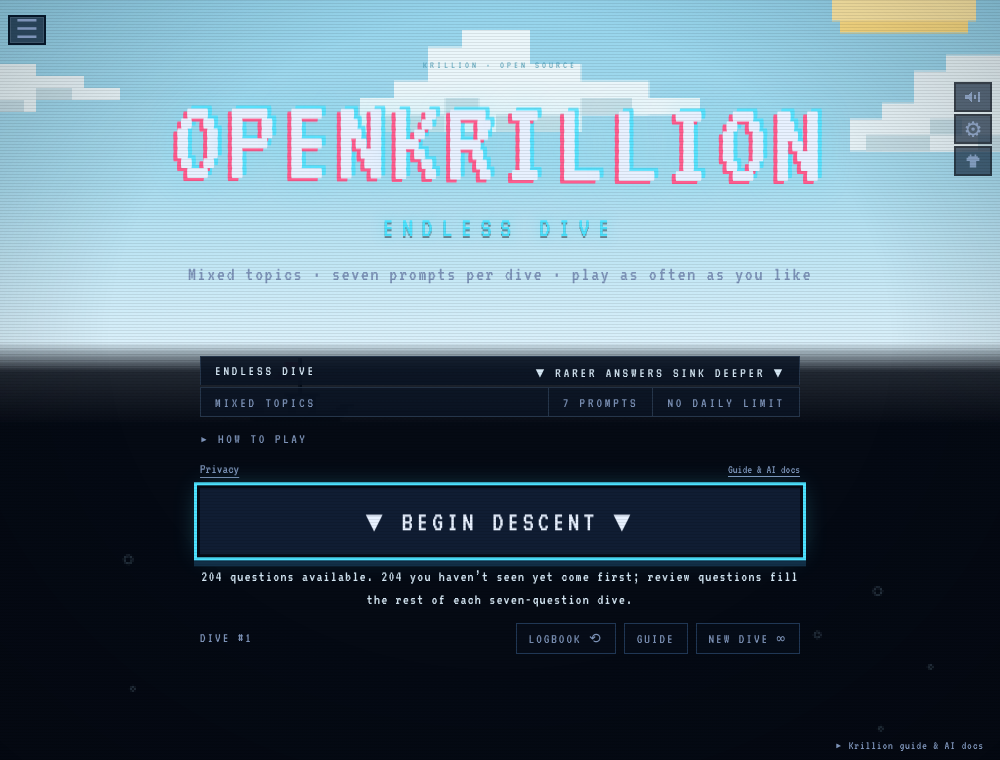 KRILLION · OPEN SOURCE
OPENKRILLION
ENDLESS DIVE
Mixed topics · seven prompts per dive · play as often as you like
ENDLESS DIVE
▼ RARER ANSWERS SINK DEEPER ▼
MIXED TOPICS
7 PROMPTS
NO DAILY LIMIT
▸ HOW TO PLAY
Privacy
Guide & AI docs
▼ BEGIN DESCENT ▼
204 questions available. 204 you haven't seen yet come first; review questions fill
the rest of each seven-question dive.
DIVE #1
LOGBOOK ⟲
GUIDE
NEW DIVE ∞
▸ Krillion guide & AI docs